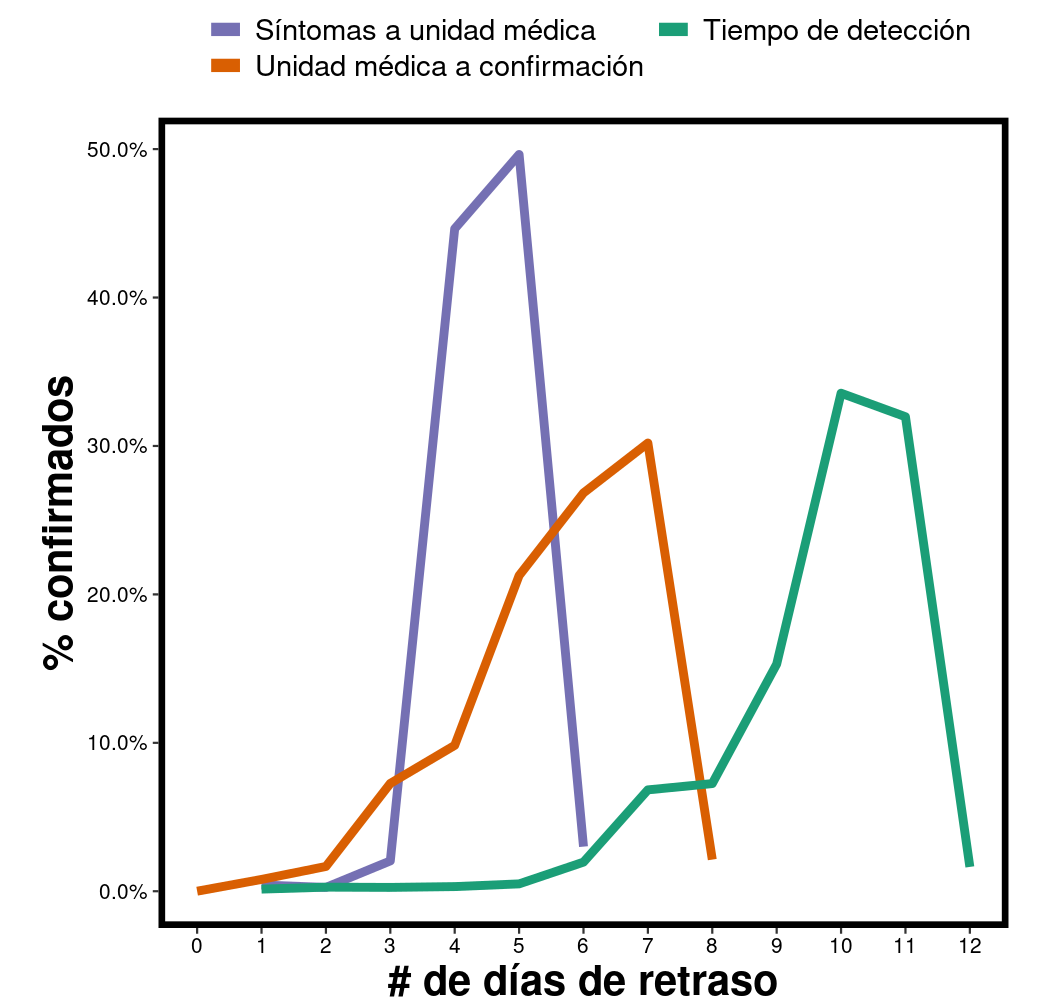 Síntomas a unidad médica
Tiempo de detección
Unidad médica a confirmación
50.0%
40.0%
30.0%
20.0%
10.0%
0.0%
% confirmados
0 1 2 3 4 5 6 7 8 9 10 11 12
# de días de retraso